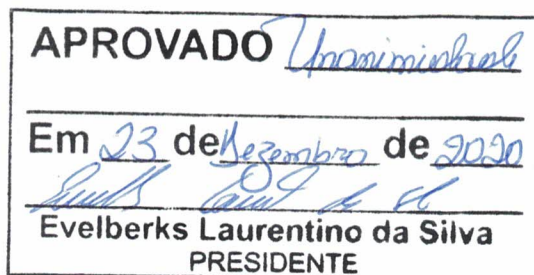 APROVADO Unanimidade
Em 23 de Dezembro de 2020
Evelberks Laurentino da Silva
PRESIDENTE